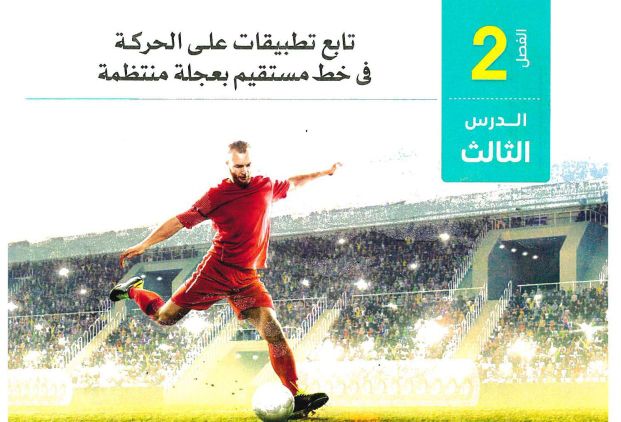 الفصل
2
الـدرس
الثالث
تابع تطبيقات على الحركة
فى خط مستقيم بعجلة منتظمة